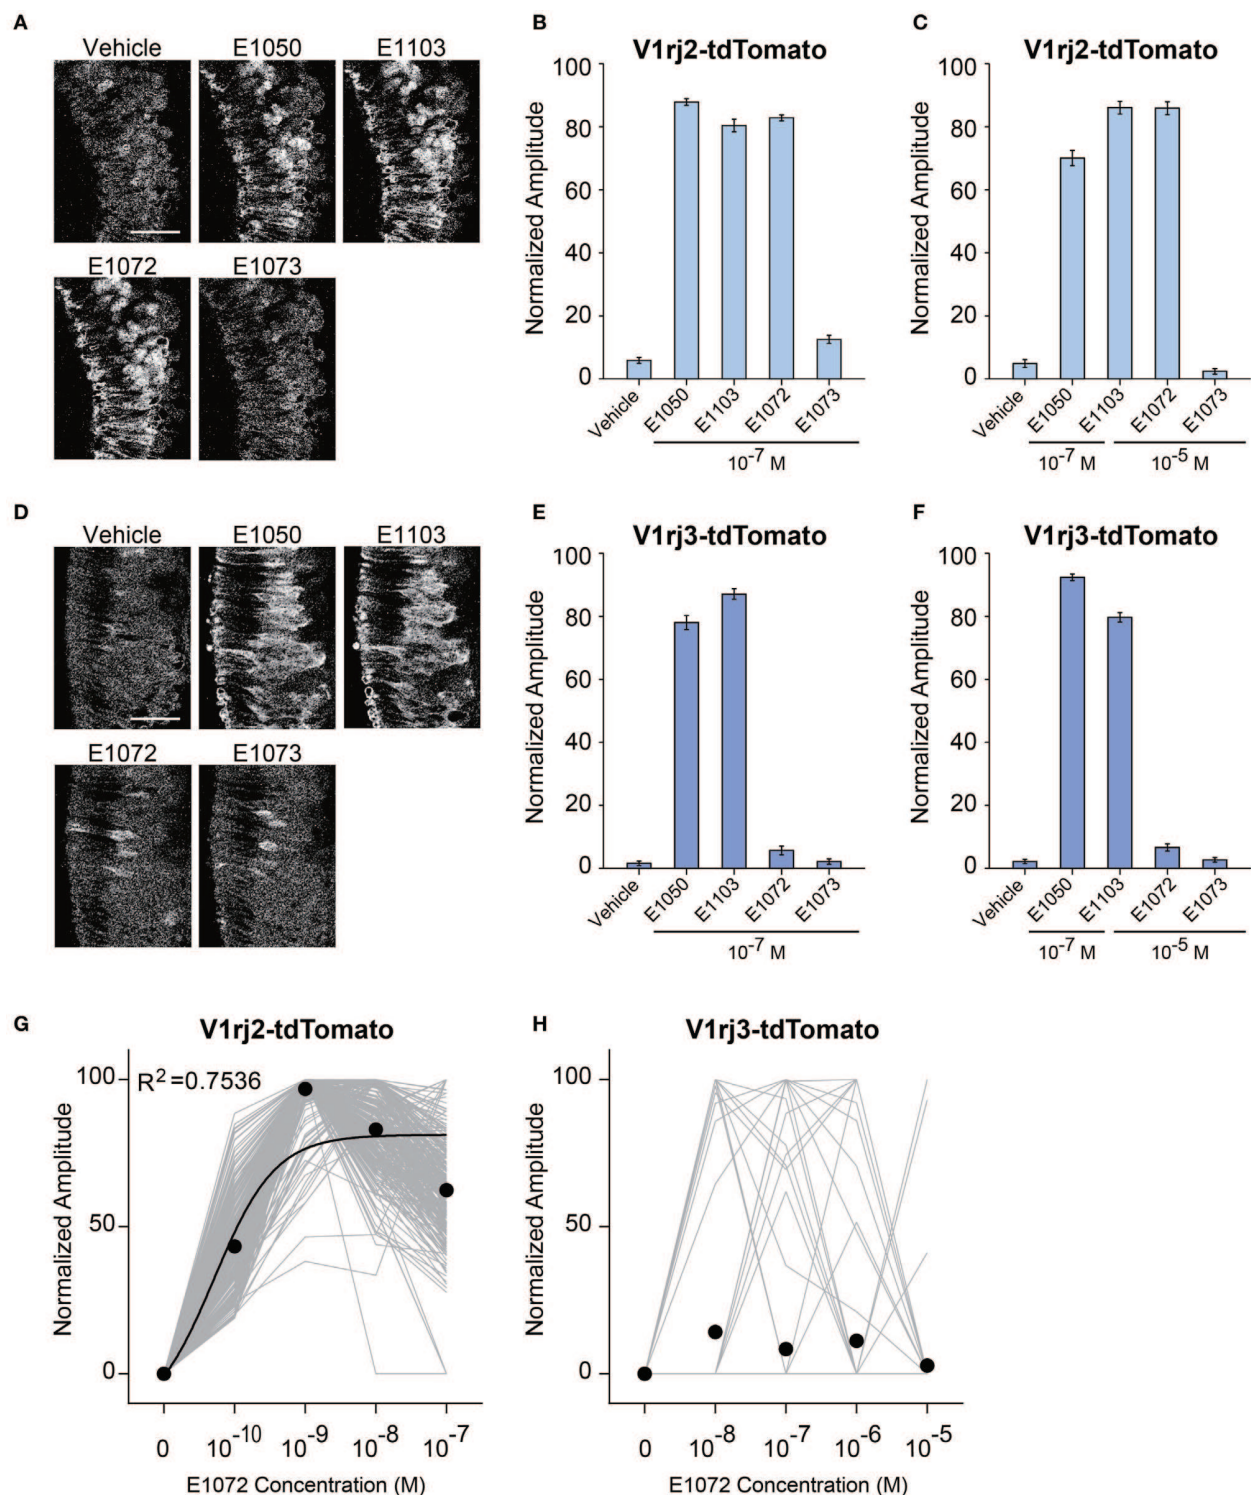 A
Vehicle E1050 E1103
E1072 E1073
B
V1rj2-tdTomato
Normalized Amplitude
100
80
60
40
20
0
Vehicle E1050 E1103 E1072 E1073
10⁻⁷ M
C
V1rj2-tdTomato
Normalized Amplitude
100
80
60
40
20
0
Vehicle E1050 E1103 E1072 E1073
10⁻⁷ M 10⁻⁵ M
D
Vehicle E1050 E1103
E1072 E1073
E
V1rj3-tdTomato
Normalized Amplitude
100
80
60
40
20
0
Vehicle E1050 E1103 E1072 E1073
10⁻⁷ M
F
V1rj3-tdTomato
Normalized Amplitude
100
80
60
40
20
0
Vehicle E1050 E1103 E1072 E1073
10⁻⁷ M 10⁻⁵ M
G
V1rj2-tdTomato
R²=0.7536
Normalized Amplitude
100
50
0
0 10⁻¹⁰ 10⁻⁹ 10⁻⁸ 10⁻⁷
E1072 Concentration (M)
H
V1rj3-tdTomato
Normalized Amplitude
100
50
0
0 10⁻⁸ 10⁻⁷ 10⁻⁶ 10⁻⁵
E1072 Concentration (M)